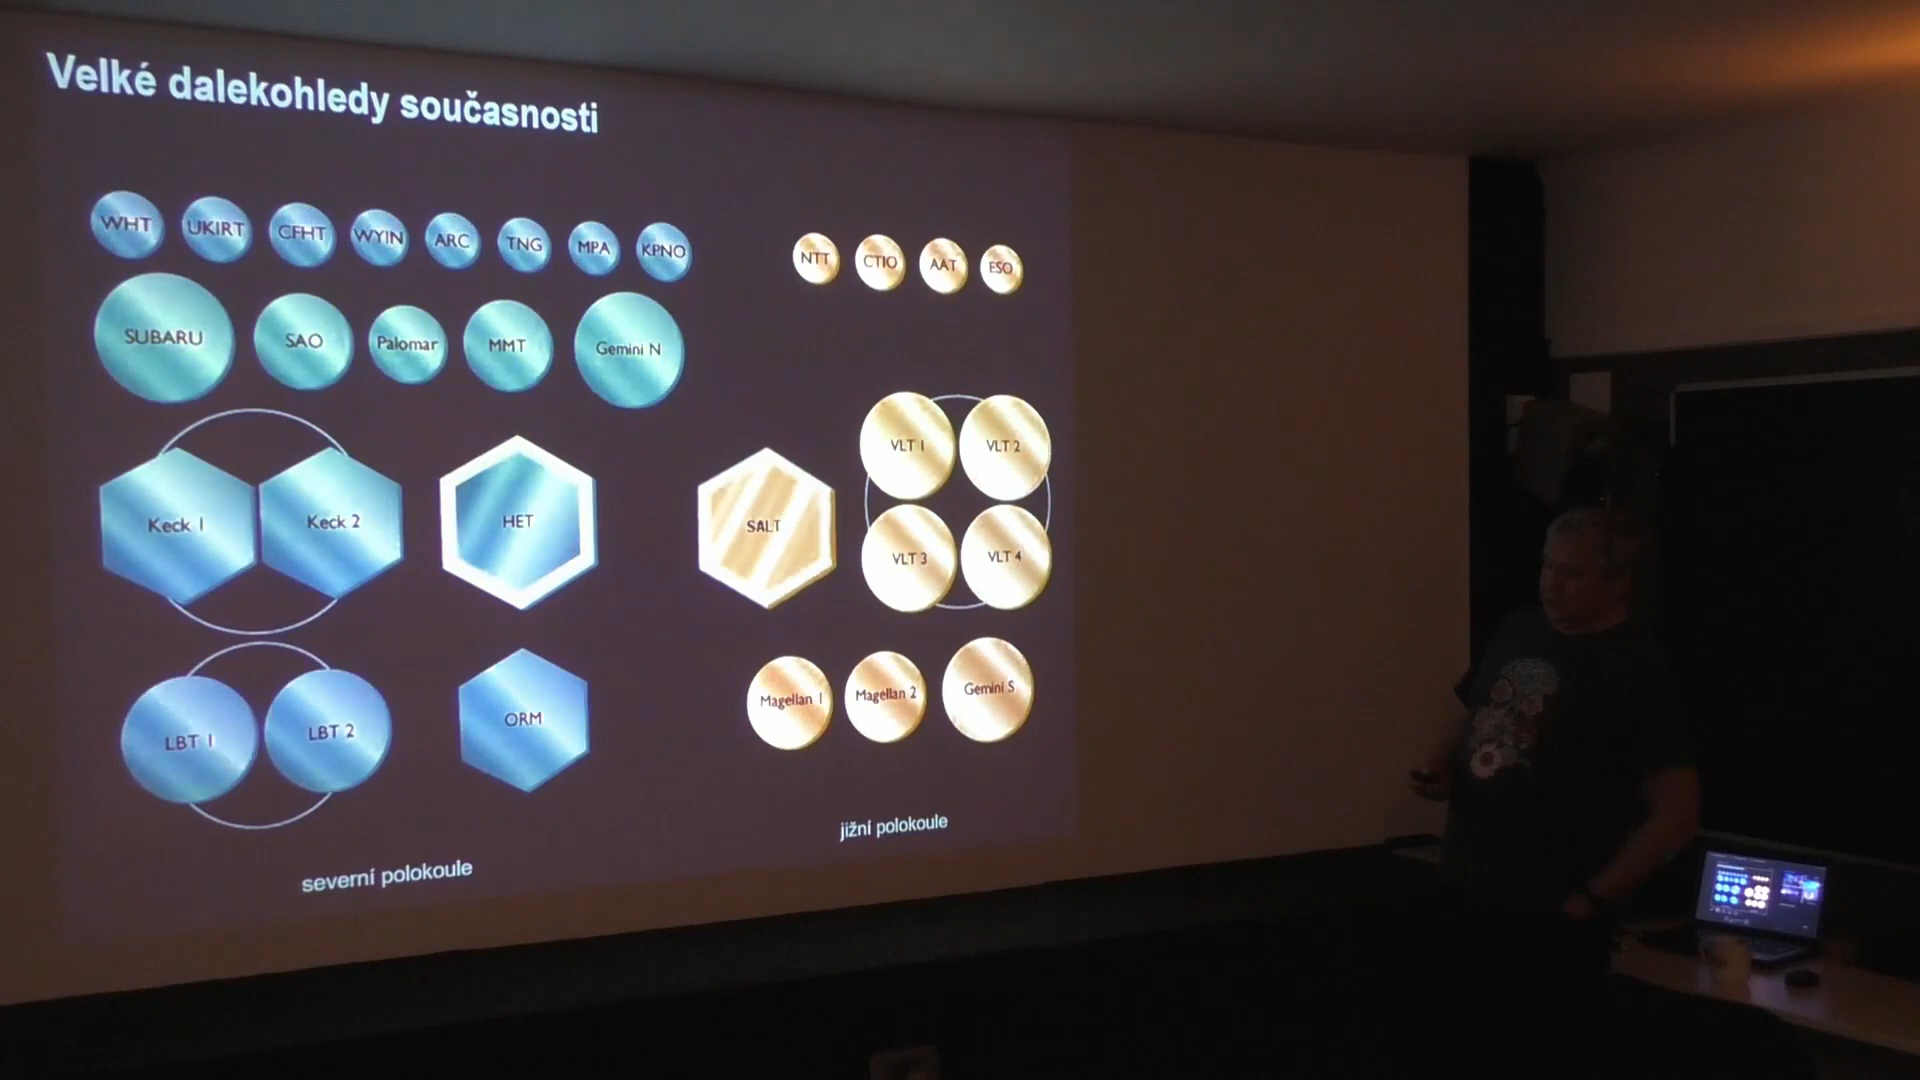 Velké dalekohledy současnosti
WHT UKIRT CFHT WYIN ARC TNG MPA KPNO
NTT CTIO AAT ESO
SUBARU SAO Palomar MMT Gemini N
VLT 1 VLT 2
Keck 1 Keck 2 HET SALT
VLT 3 VLT 4
LBT 1 LBT 2 ORM
Magellan 1 Magellan 2 Gemini S
severní polokoule
jižní polokoule